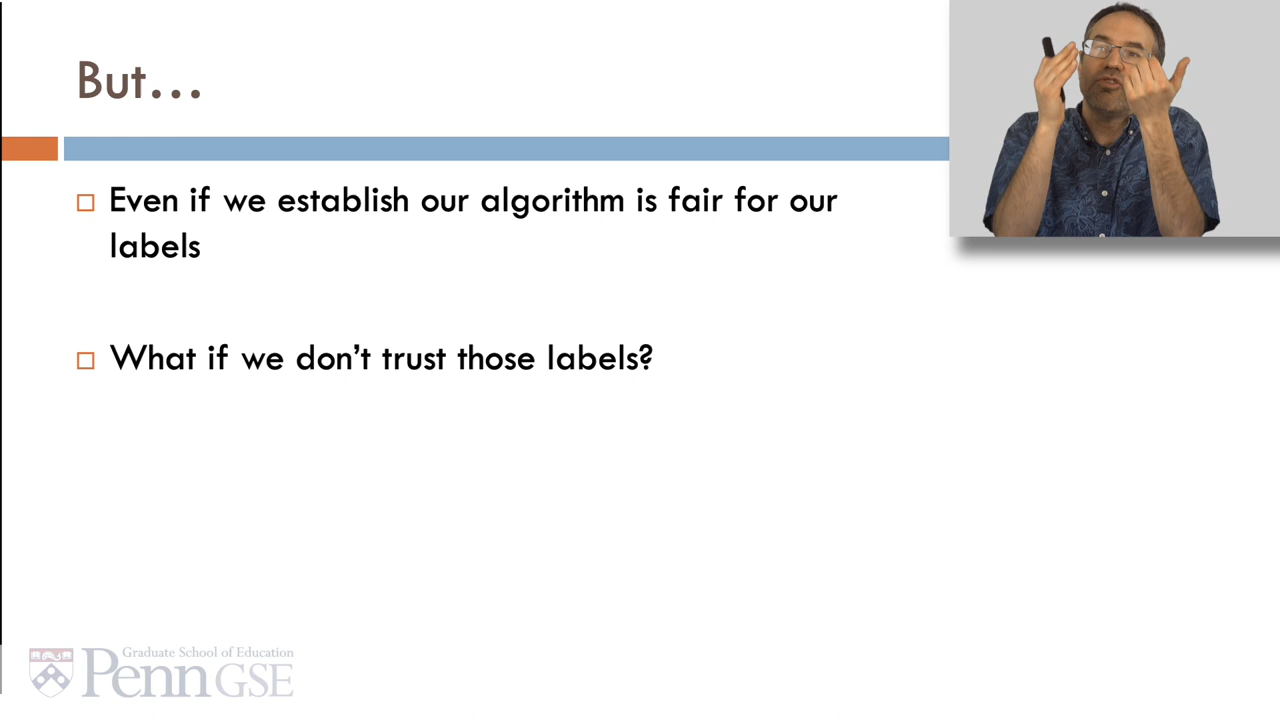 But…
Even if we establish our algorithm is fair for our
labels
What if we don't trust those labels?
Graduate School of Education
Penn GSE